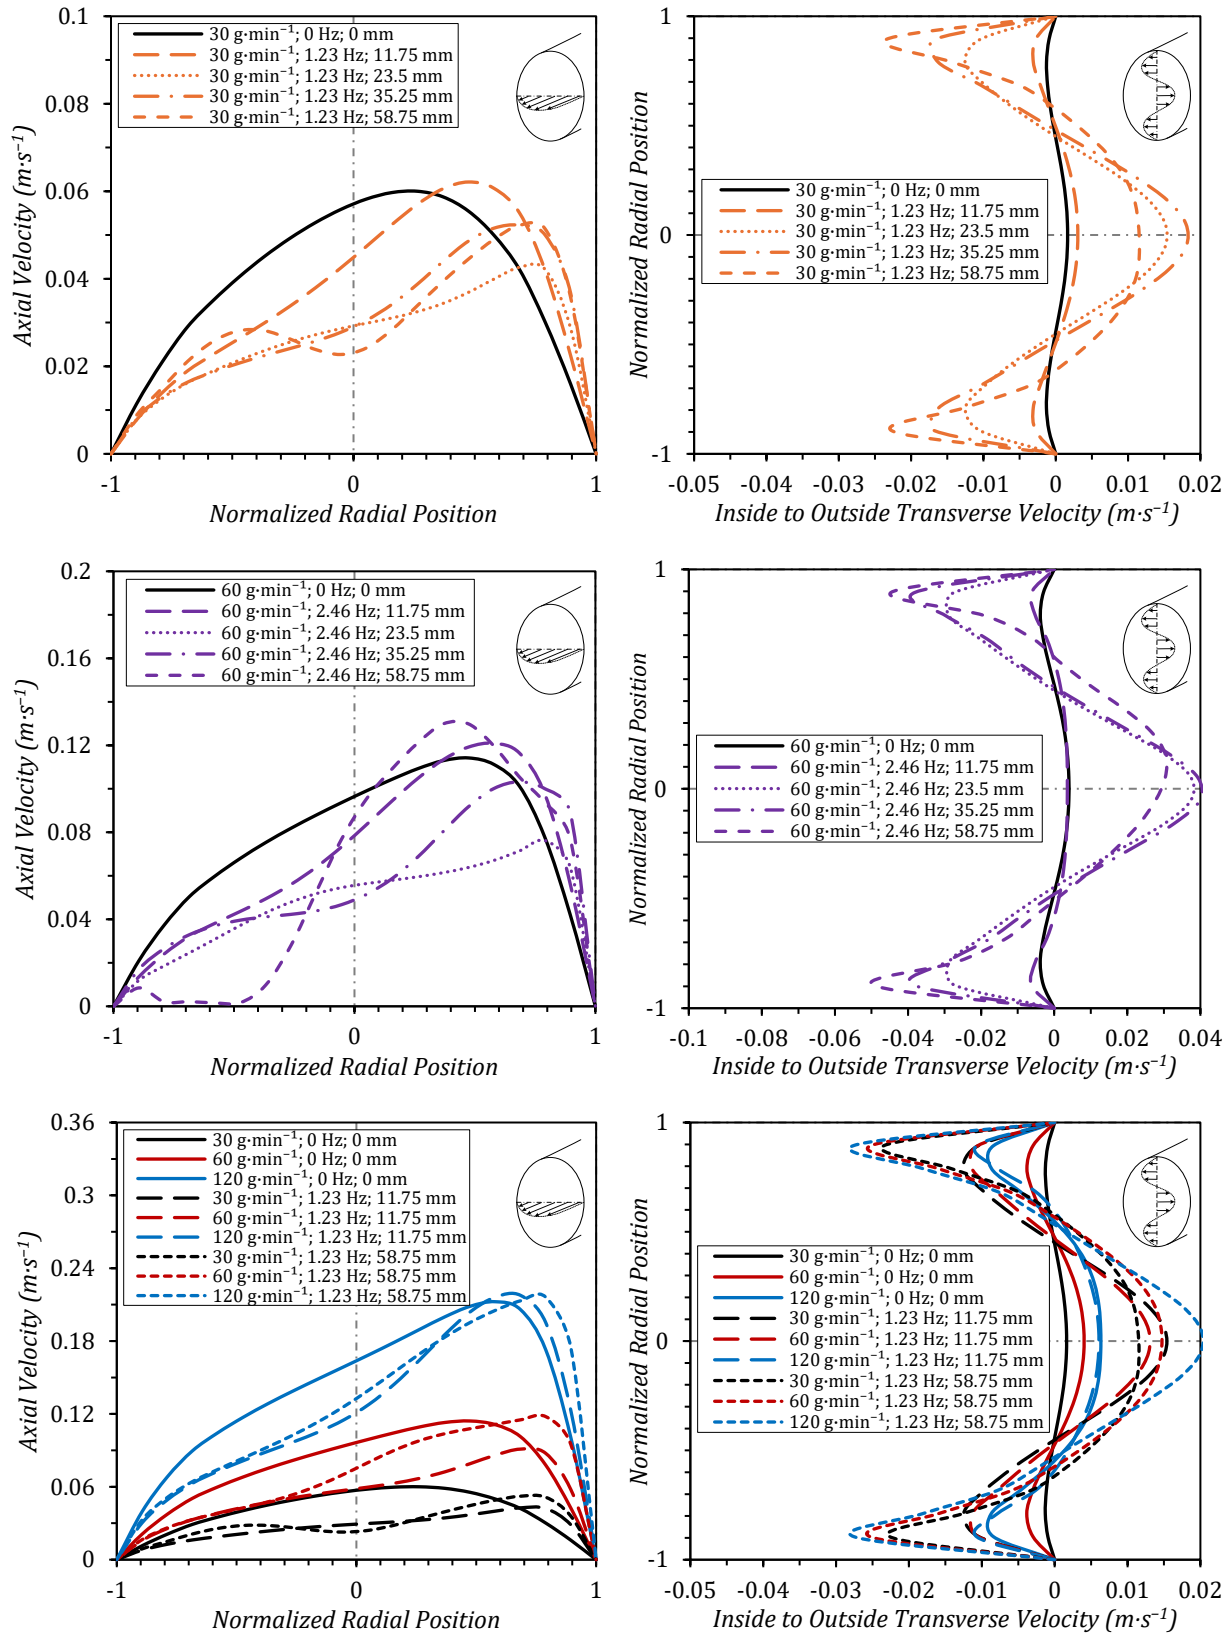 0.1
0.08
0.06
0.04
0.02
0
Axial Velocity (m·s⁻¹)
30 g·min⁻¹; 0 Hz; 0 mm
30 g·min⁻¹; 1.23 Hz; 11.75 mm
30 g·min⁻¹; 1.23 Hz; 23.5 mm
30 g·min⁻¹; 1.23 Hz; 35.25 mm
30 g·min⁻¹; 1.23 Hz; 58.75 mm
-1 0 1
Normalized Radial Position
1
0
-1
Normalized Radial Position
30 g·min⁻¹; 0 Hz; 0 mm
30 g·min⁻¹; 1.23 Hz; 11.75 mm
30 g·min⁻¹; 1.23 Hz; 23.5 mm
30 g·min⁻¹; 1.23 Hz; 35.25 mm
30 g·min⁻¹; 1.23 Hz; 58.75 mm
-0.05 -0.04 -0.03 -0.02 -0.01 0 0.01 0.02
Inside to Outside Transverse Velocity (m·s⁻¹)
0.2
0.16
0.12
0.08
0.04
0
Axial Velocity (m·s⁻¹)
60 g·min⁻¹; 0 Hz; 0 mm
60 g·min⁻¹; 2.46 Hz; 11.75 mm
60 g·min⁻¹; 2.46 Hz; 23.5 mm
60 g·min⁻¹; 2.46 Hz; 35.25 mm
60 g·min⁻¹; 2.46 Hz; 58.75 mm
-1 0 1
Normalized Radial Position
1
0
-1
Normalized Radial Position
60 g·min⁻¹; 0 Hz; 0 mm
60 g·min⁻¹; 2.46 Hz; 11.75 mm
60 g·min⁻¹; 2.46 Hz; 23.5 mm
60 g·min⁻¹; 2.46 Hz; 35.25 mm
60 g·min⁻¹; 2.46 Hz; 58.75 mm
-0.1 -0.08 -0.06 -0.04 -0.02 0 0.02 0.04
Inside to Outside Transverse Velocity (m·s⁻¹)
0.36
0.3
0.24
0.18
0.12
0.06
0
Axial Velocity (m·s⁻¹)
30 g·min⁻¹; 0 Hz; 0 mm
60 g·min⁻¹; 0 Hz; 0 mm
120 g·min⁻¹; 0 Hz; 0 mm
30 g·min⁻¹; 1.23 Hz; 11.75 mm
60 g·min⁻¹; 1.23 Hz; 11.75 mm
120 g·min⁻¹; 1.23 Hz; 11.75 mm
30 g·min⁻¹; 1.23 Hz; 58.75 mm
60 g·min⁻¹; 1.23 Hz; 58.75 mm
120 g·min⁻¹; 1.23 Hz; 58.75 mm
-1 0 1
Normalized Radial Position
1
0
-1
Normalized Radial Position
30 g·min⁻¹; 0 Hz; 0 mm
60 g·min⁻¹; 0 Hz; 0 mm
120 g·min⁻¹; 0 Hz; 0 mm
30 g·min⁻¹; 1.23 Hz; 11.75 mm
60 g·min⁻¹; 1.23 Hz; 11.75 mm
120 g·min⁻¹; 1.23 Hz; 11.75 mm
30 g·min⁻¹; 1.23 Hz; 58.75 mm
60 g·min⁻¹; 1.23 Hz; 58.75 mm
120 g·min⁻¹; 1.23 Hz; 58.75 mm
-0.05 -0.04 -0.03 -0.02 -0.01 0 0.01 0.02
Inside to Outside Transverse Velocity (m·s⁻¹)